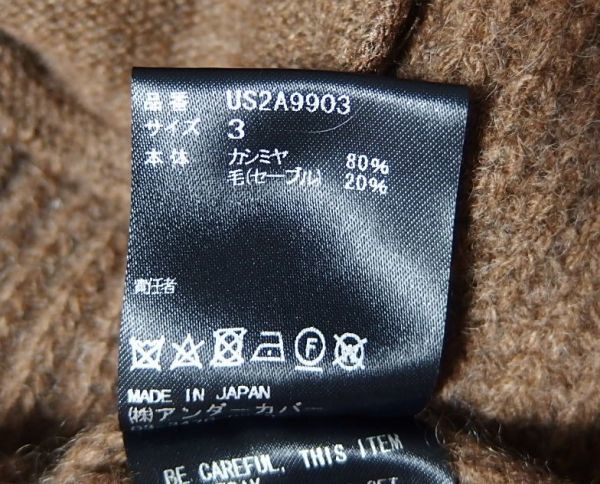 品番 US2A9903
サイズ 3
本体 カシミヤ 80%
毛(セーブル) 20%
責任者
F W
MADE IN JAPAN
(株)アンダーカバー
BE CAREFUL, THIS ITEM